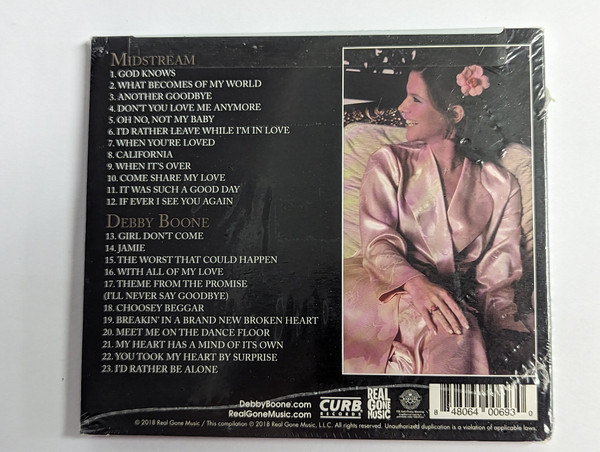 MIDSTREAM
1. GOD KNOWS
2. WHAT BECOMES OF MY WORLD
3. ANOTHER GOODBYE
4. DON'T YOU LOVE ME ANYMORE
5. OH NO, NOT MY BABY
6. I'D RATHER LEAVE WHILE I'M IN LOVE
7. WHEN YOU'RE LOVED
8. CALIFORNIA
9. WHEN IT'S OVER
10. COME SHARE MY LOVE
11. IT WAS SUCH A GOOD DAY
12. IF EVER I SEE YOU AGAIN
DEBBY BOONE
13. GIRL DON'T COME
14. JAMIE
15. THE WORST THAT COULD HAPPEN
16. WITH ALL OF MY LOVE
17. THEME FROM THE PROMISE
(I'LL NEVER SAY GOODBYE)
18. CHOOSEY BEGGAR
19. BREAKIN' IN A BRAND NEW BROKEN HEART
20. MEET ME ON THE DANCE FLOOR
21. MY HEART HAS A MIND OF ITS OWN
22. YOU TOOK MY HEART BY SURPRISE
23. I'D RATHER BE ALONE
DebbyBoone.com
RealGoneMusic.com
CURB
RECORDS
REAL
GONE
MUSIC
8 48064 00693 0
© 2018 Real Gone Music / This compilation © 2018 Real Gone Music, L.L.C. All rights reserved. Unauthorized duplication is a violation of applicable laws.